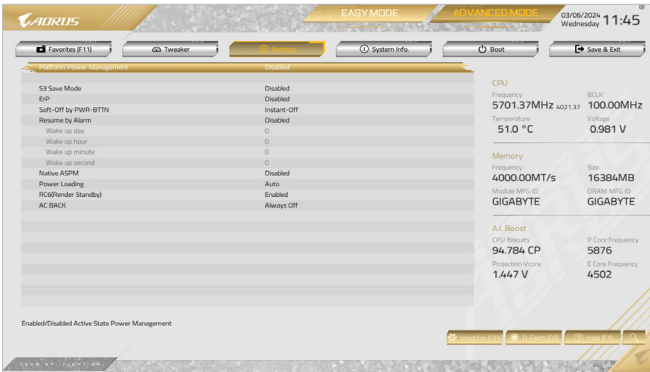 AORUS
EASY MODE
ADVANCED MODE
03/06/2024
Wednesday
11:45
Favorites (F11)
Tweaker
Settings
System Info.
Boot
Save & Exit
Platform Power Management Disabled
S3 Save Mode Disabled
ErP Disabled
Soft-Off by PWR-BTTN Instant-Off
Resume by Alarm Disabled
Wake up day 0
Wake up hour 0
Wake up minute 0
Wake up second 0
Native ASPM Disabled
Power Loading Auto
RC6(Render Standby) Enabled
AC BACK Always Off
CPU
Frequency BCLK
5701.37MHz 4021.37 100.00MHz
Temperature Voltage
51.0 °C 0.981 V
Memory
Frequency Size
4000.00MT/s 16384MB
Module MFG ID DRAM MFG ID
GIGABYTE GIGABYTE
A.I. Boost
CPU Biscuits P Core Frequency
94.784 CP 5876
Projection Vcore E Core Frequency
1.447 V 4502
Enabled/Disabled Active State Power Management
TEAM UP. FIGHT ON.